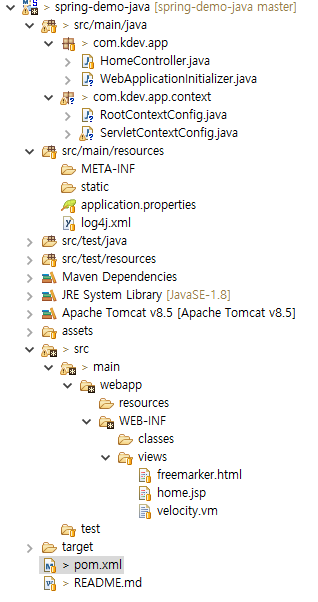 spring-demo-java [spring-demo-java master]
src/main/java
com.kdev.app
HomeController.java
WebApplicationInitializer.java
> com.kdev.app.context
RootContextConfig.java
ServletContextConfig.java
src/main/resources
META-INF
static
application.properties
log4j.xml
src/test/java
src/test/resources
Maven Dependencies
JRE System Library [JavaSE-1.8]
Apache Tomcat v8.5 [Apache Tomcat v8.5]
assets
> src
> main
webapp
resources
WEB-INF
classes
views
freemarker.html
home.jsp
velocity.vm
test
target
> pom.xml
> README.md